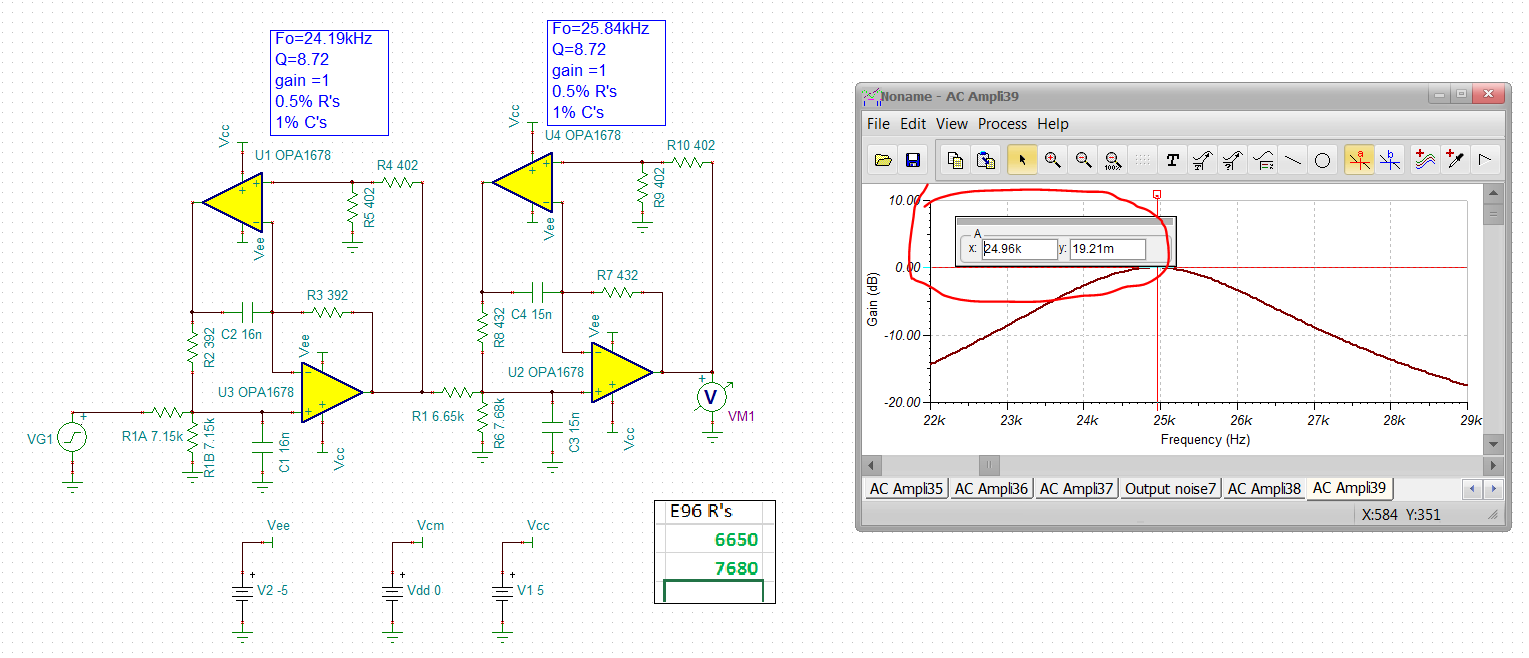 Fo=24.19kHz
Q=8.72
gain =1
0.5% R's
1% C's
Fo=25.84kHz
Q=8.72
gain =1
0.5% R's
1% C's
Vcc
U1 OPA1678
R4 402
R5 402
Vee
Vcc
U4 OPA1678
R10 402
R9 402
Vee
C2 16n
R3 392
R2 392
Vee
U3 OPA1678
Vcc
VG1
R1A 7.15k
R1B 7.15k
C1 16n
C4 15n
R7 432
R8 432
Vee
U2 OPA1678
R1 6.65k
R6 7.68k
C3 15n
Vcc
V
VM1
Vee
V2 -5
Vcm
Vdd 0
Vcc
V1 5
E96 R's
6650
7680
Noname - AC Ampli39
File Edit View Process Help
100%
T
a
b
A
x: 24.96k y: 19.21m
10.00
0.00
-10.00
-20.00
Gain (dB)
22k 23k 24k 25k 26k 27k 28k 29k
Frequency (Hz)
AC Ampli35 AC Ampli36 AC Ampli37 Output noise7 AC Ampli38 AC Ampli39
X:584 Y:351